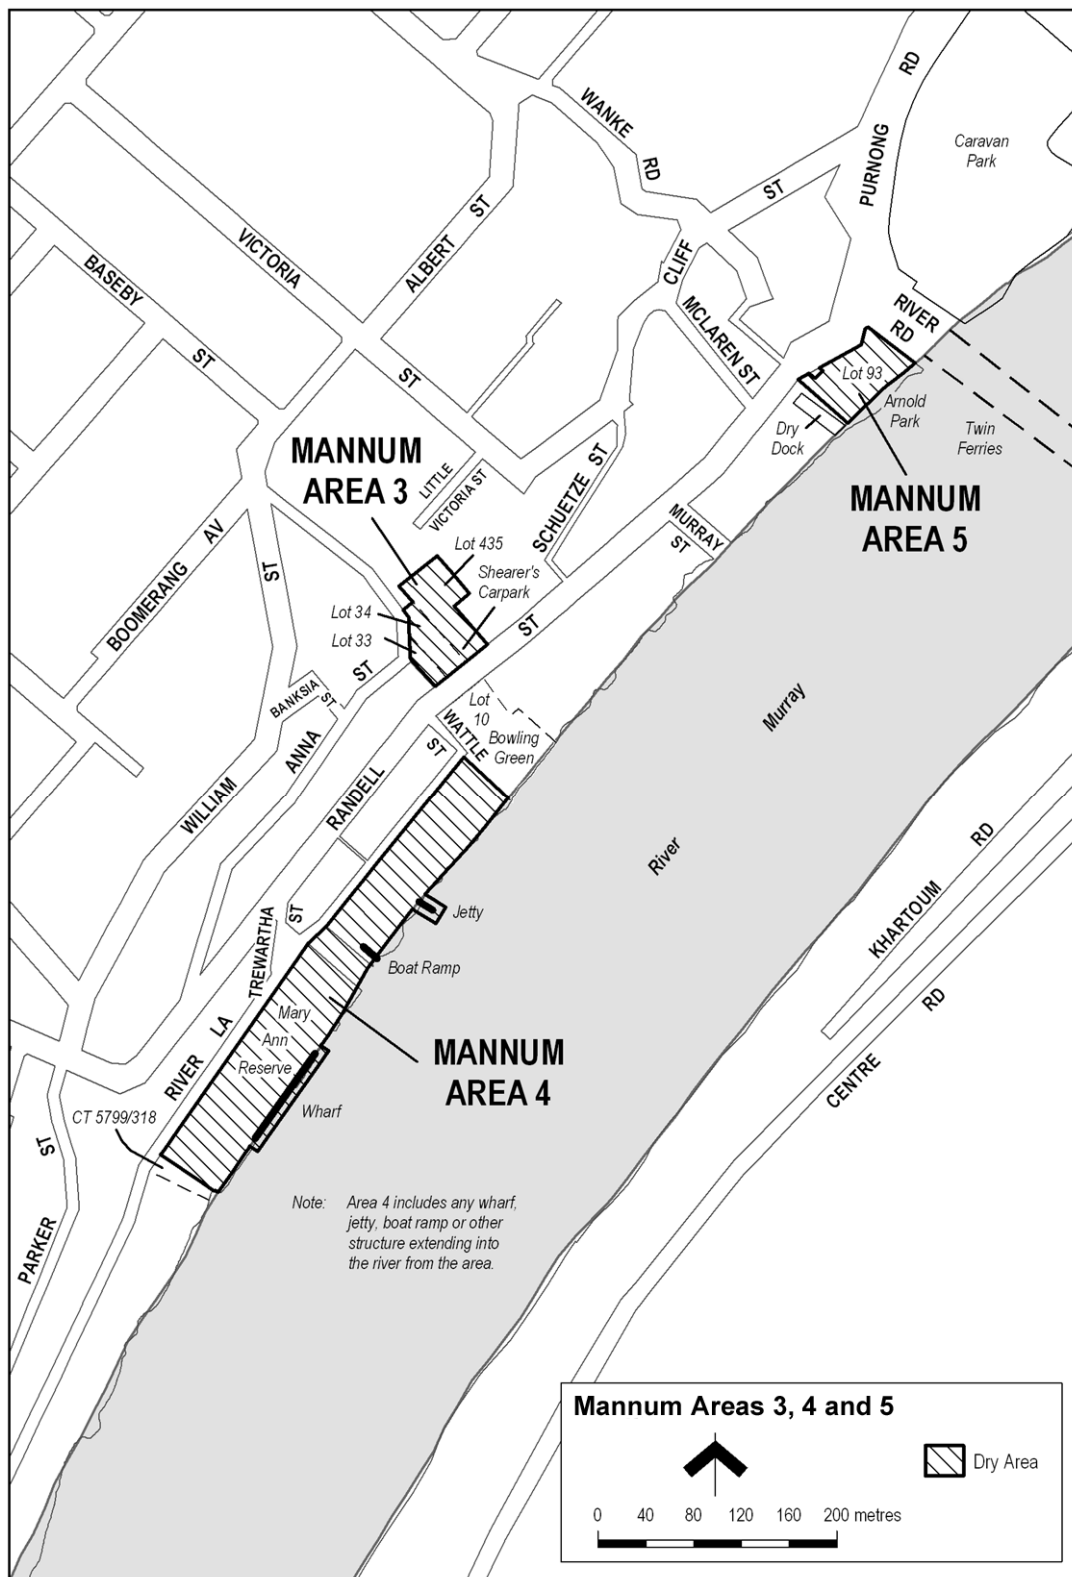 WANKE
RD
RD
PURNONG
Caravan
Park
ST
CLIFF
VICTORIA
ALBERT
ST
BASEBY
ST
ST
MCLAREN ST
RIVER
RD
Lot 93
Arnold
Park
Dry
Dock
Twin
Ferries
MANNUM
AREA 5
MANNUM
AREA 3
LITTLE
VICTORIA ST
SCHUETZE
ST
MURRAY
ST
BOOMERANG
AV
ST
Lot 435
Shearer's
Carpark
Lot 34
Lot 33
ST
ST
BANKSIA
ST
ANNA
WILLIAM
Lot
10
Bowling
Green
WATTLE
ST
RANDELL
Murray
River
Jetty
Boat Ramp
TREWARTHA
ST
LA
RIVER
Mary
Ann
Reserve
MANNUM
AREA 4
Wharf
KHARTOUM
RD
CENTRE
RD
CT 5799/318
ST
PARKER
Note: Area 4 includes any wharf,
jetty, boat ramp or other
structure extending into
the river from the area.
Mannum Areas 3, 4 and 5
Dry Area
0 40 80 120 160 200 metres